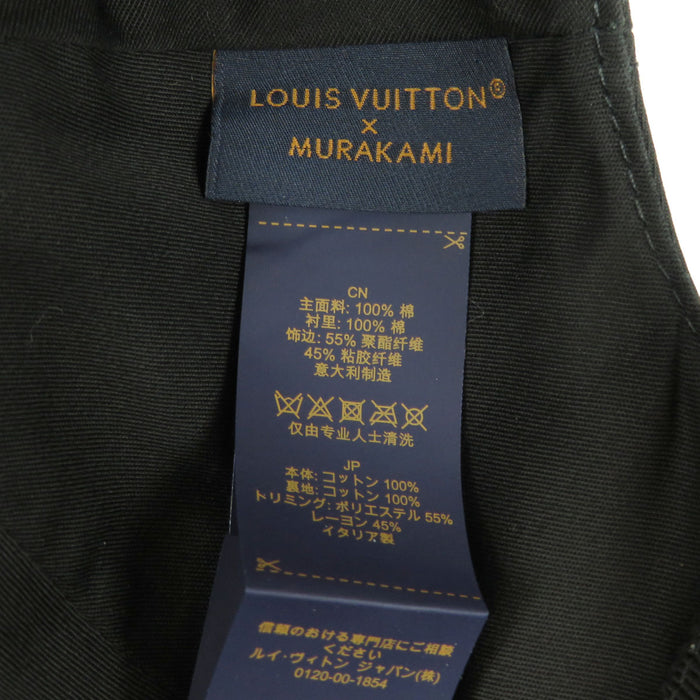 LOUIS VUITTON®
×
MURAKAMI
CN
主面料: 100% 棉
衬里: 100% 棉
饰边: 55% 聚酯纤维
45% 粘胶纤维
意大利制造
仅由专业人士清洗
JP
本体: コットン 100%
裏地: コットン 100%
トリミング: ポリエステル 55%
レーヨン 45%
イタリア製
信頼のおける専門店にご相談
ください
ルイ・ヴィトン ジャパン(株)
0120-00-1854